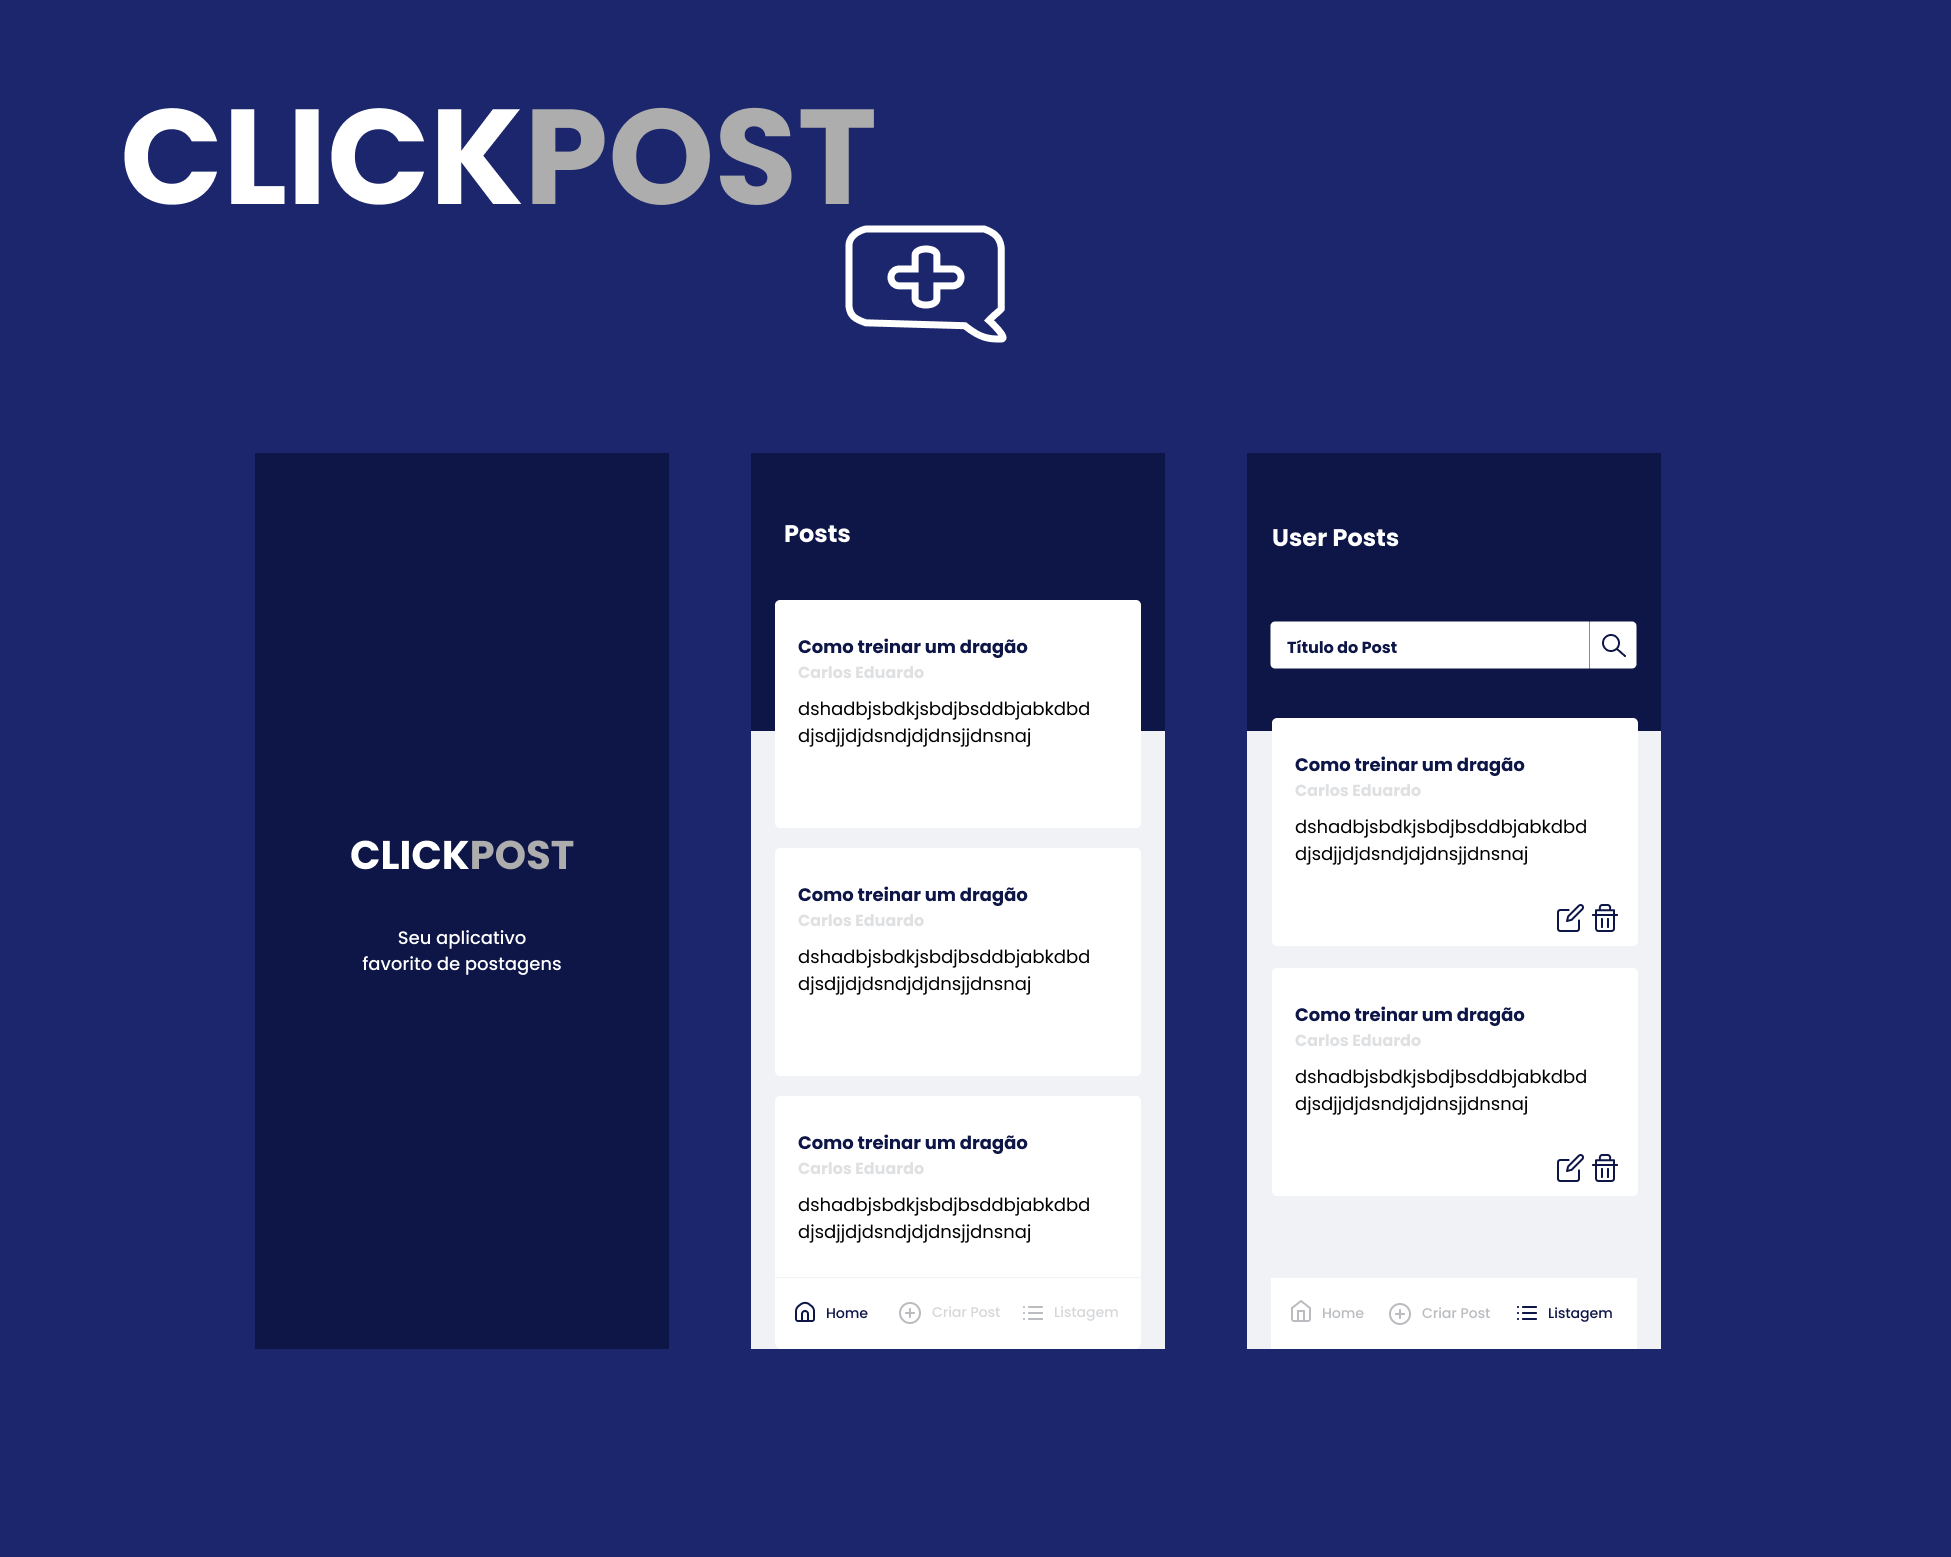 CLICKPOST
CLICKPOST
Seu aplicativo
favorito de postagens
Posts
Como treinar um dragão
Carlos Eduardo
dshadbjsbdkjsbdjbsddbjabkdbd
djsdjjdjdsndjdjdnsjjdnsnaj
Como treinar um dragão
Carlos Eduardo
dshadbjsbdkjsbdjbsddbjabkdbd
djsdjjdjdsndjdjdnsjjdnsnaj
Como treinar um dragão
Carlos Eduardo
dshadbjsbdkjsbdjbsddbjabkdbd
djsdjjdjdsndjdjdnsjjdnsnaj
Home Criar Post Listagem
User Posts
Título do Post
Como treinar um dragão
Carlos Eduardo
dshadbjsbdkjsbdjbsddbjabkdbd
djsdjjdjdsndjdjdnsjjdnsnaj
Como treinar um dragão
Carlos Eduardo
dshadbjsbdkjsbdjbsddbjabkdbd
djsdjjdjdsndjdjdnsjjdnsnaj
Home Criar Post Listagem